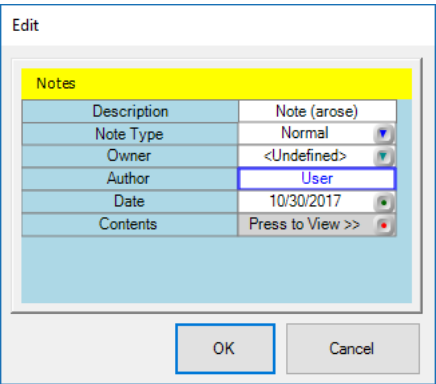 Edit
Notes
Description Note (arose)
Note Type Normal
Owner <Undefined>
Author User
Date 10/30/2017
Contents Press to View >>
OK Cancel